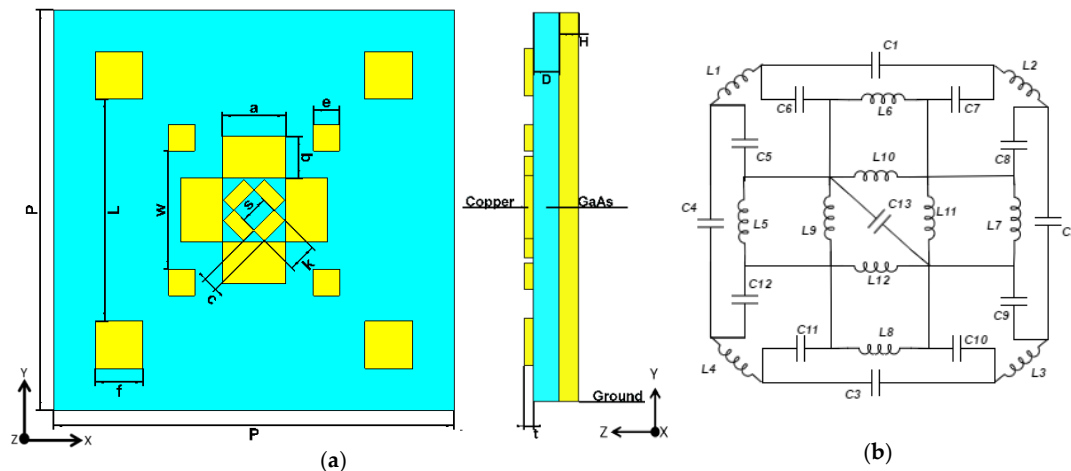 P
L
W
a
e
b
s
k
c
f
P
Y
Z
X
(a)
H
D
Copper
GaAs
Ground
t
Y
Z
X
C1
L1
L2
C6
L6
C7
C5
C8
L10
C4
L5
L9
C13
L11
L7
C
L12
C12
C9
C11
L8
C10
L4
C3
L3
(b)